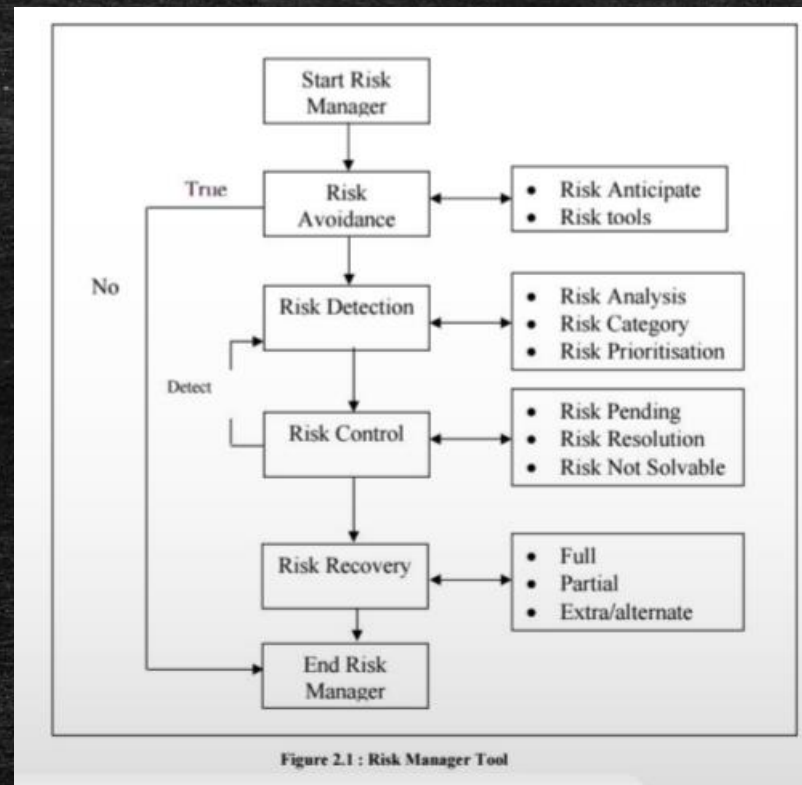 Start Risk
Manager
True
Risk
Avoidance
• Risk Anticipate
• Risk tools
No
Risk Detection
• Risk Analysis
• Risk Category
• Risk Prioritisation
Detect
Risk Control
• Risk Pending
• Risk Resolution
• Risk Not Solvable
Risk Recovery
• Full
• Partial
• Extra/alternate
End Risk
Manager
Figure 2.1 : Risk Manager Tool